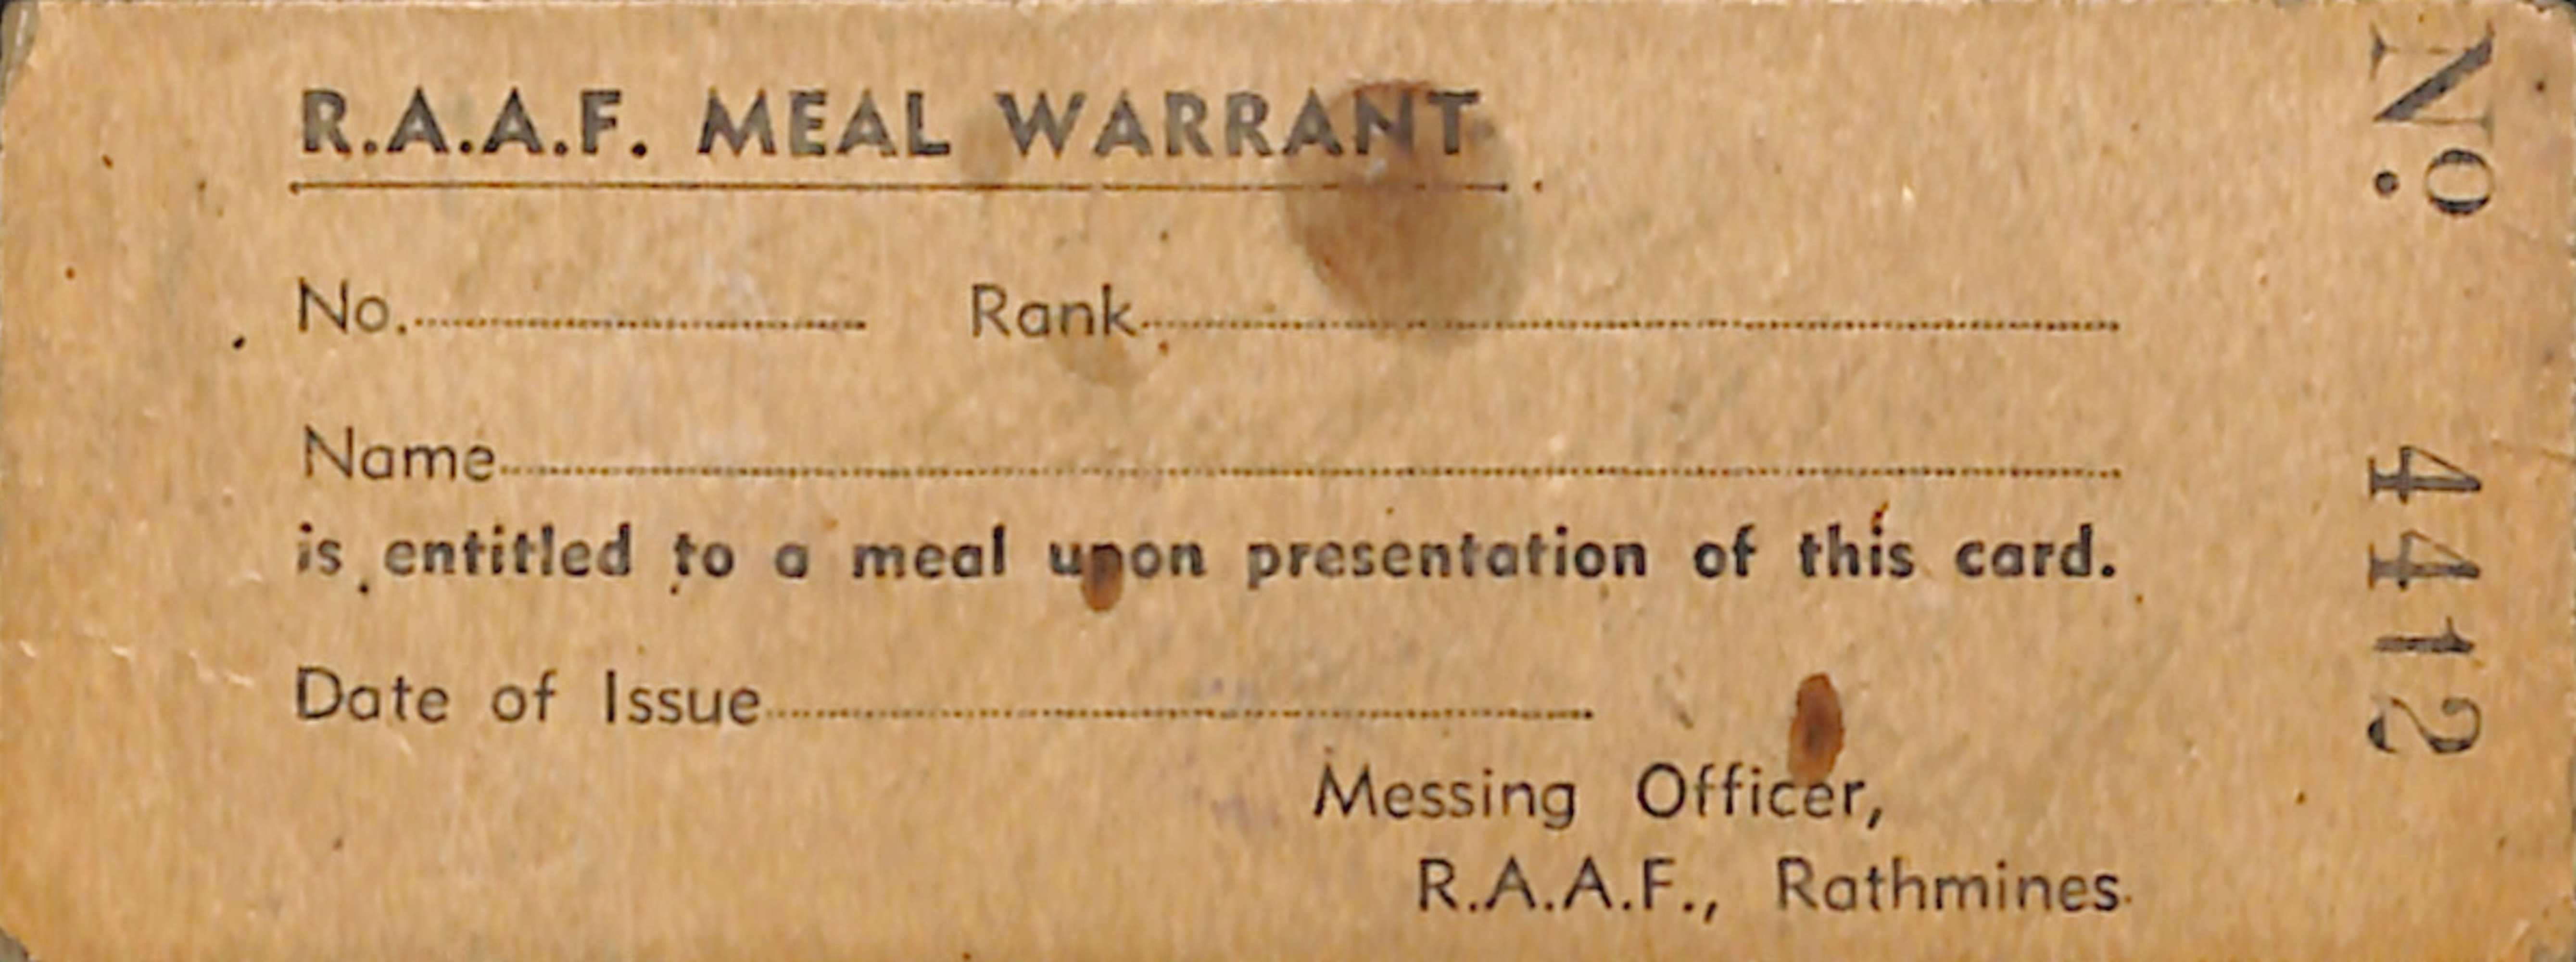 R.A.A.F. MEAL WARRANT
No. Rank
Name
is entitled to a meal upon presentation of this card.
Date of Issue
Messing Officer,
R.A.A.F., Rathmines.
No. 4412